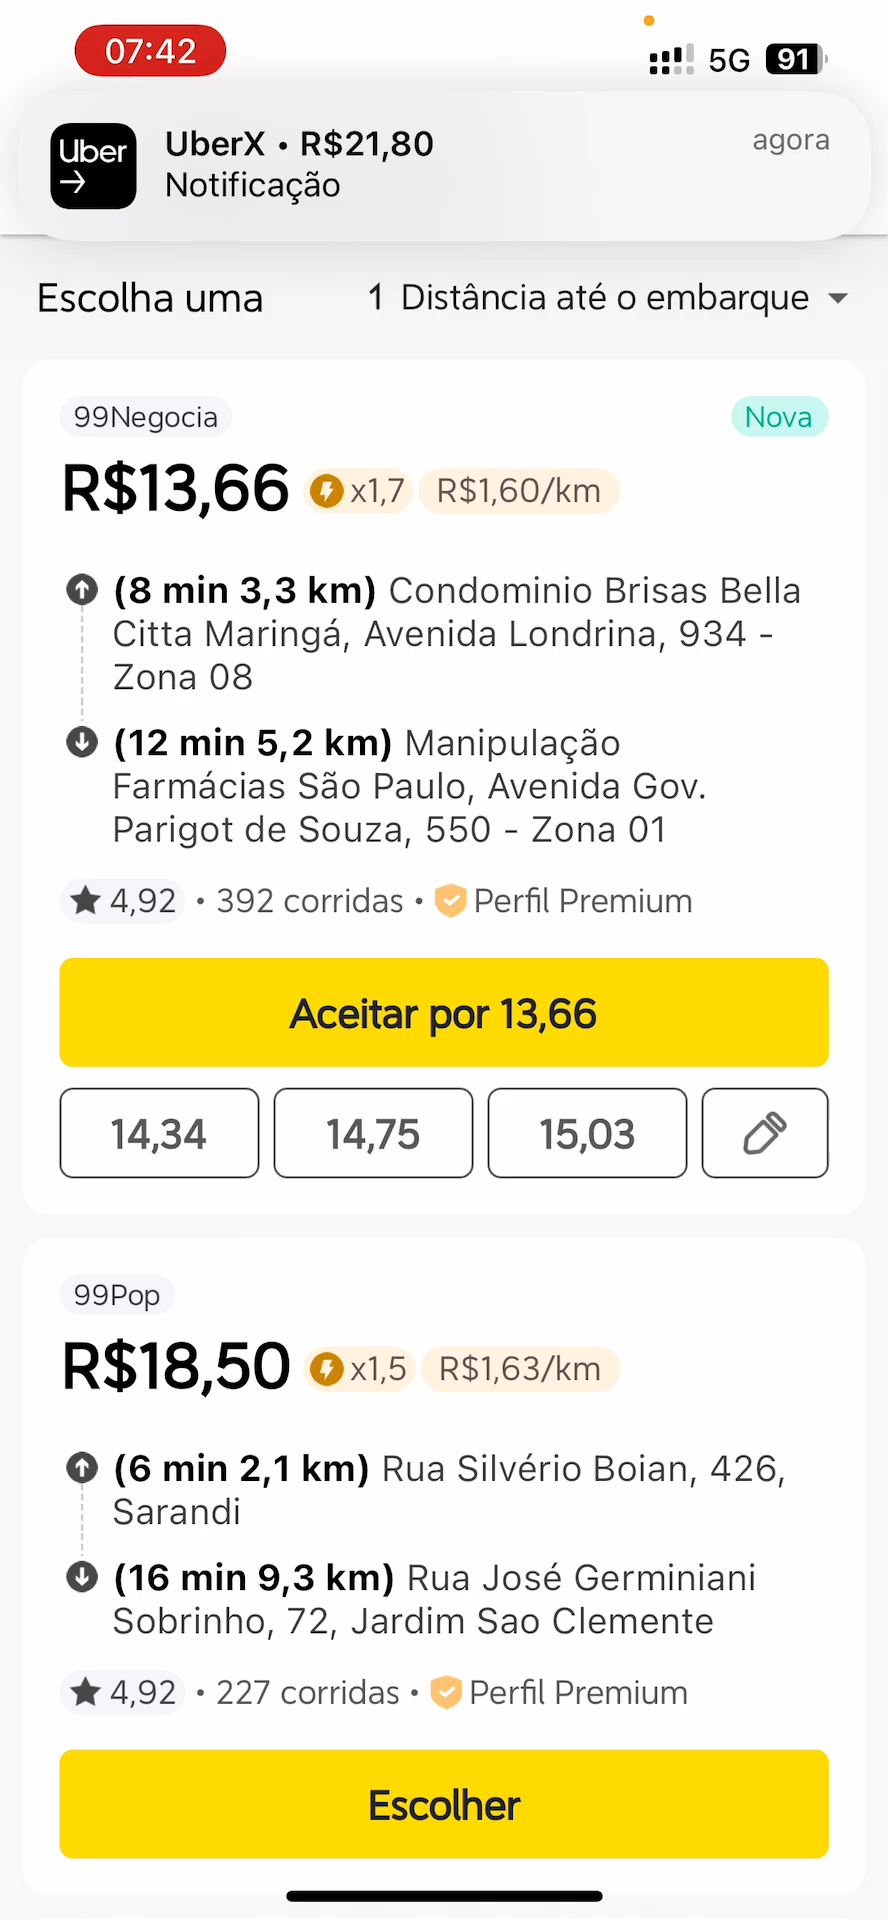 07:42
5G 91
Uber
UberX • R$21,80
agora
Notificação
Escolha uma
1 Distância até o embarque
99Negocia
Nova
R$13,66 x1,7 R$1,60/km
(8 min 3,3 km) Condominio Brisas Bella
Citta Maringá, Avenida Londrina, 934 -
Zona 08
(12 min 5,2 km) Manipulação
Farmácias São Paulo, Avenida Gov.
Parigot de Souza, 550 - Zona 01
4,92 • 392 corridas • Perfil Premium
Aceitar por 13,66
14,34
14,75
15,03
99Pop
R$18,50 x1,5 R$1,63/km
(6 min 2,1 km) Rua Silvério Boian, 426,
Sarandi
(16 min 9,3 km) Rua José Germiniani
Sobrinho, 72, Jardim Sao Clemente
4,92 • 227 corridas • Perfil Premium
Escolher